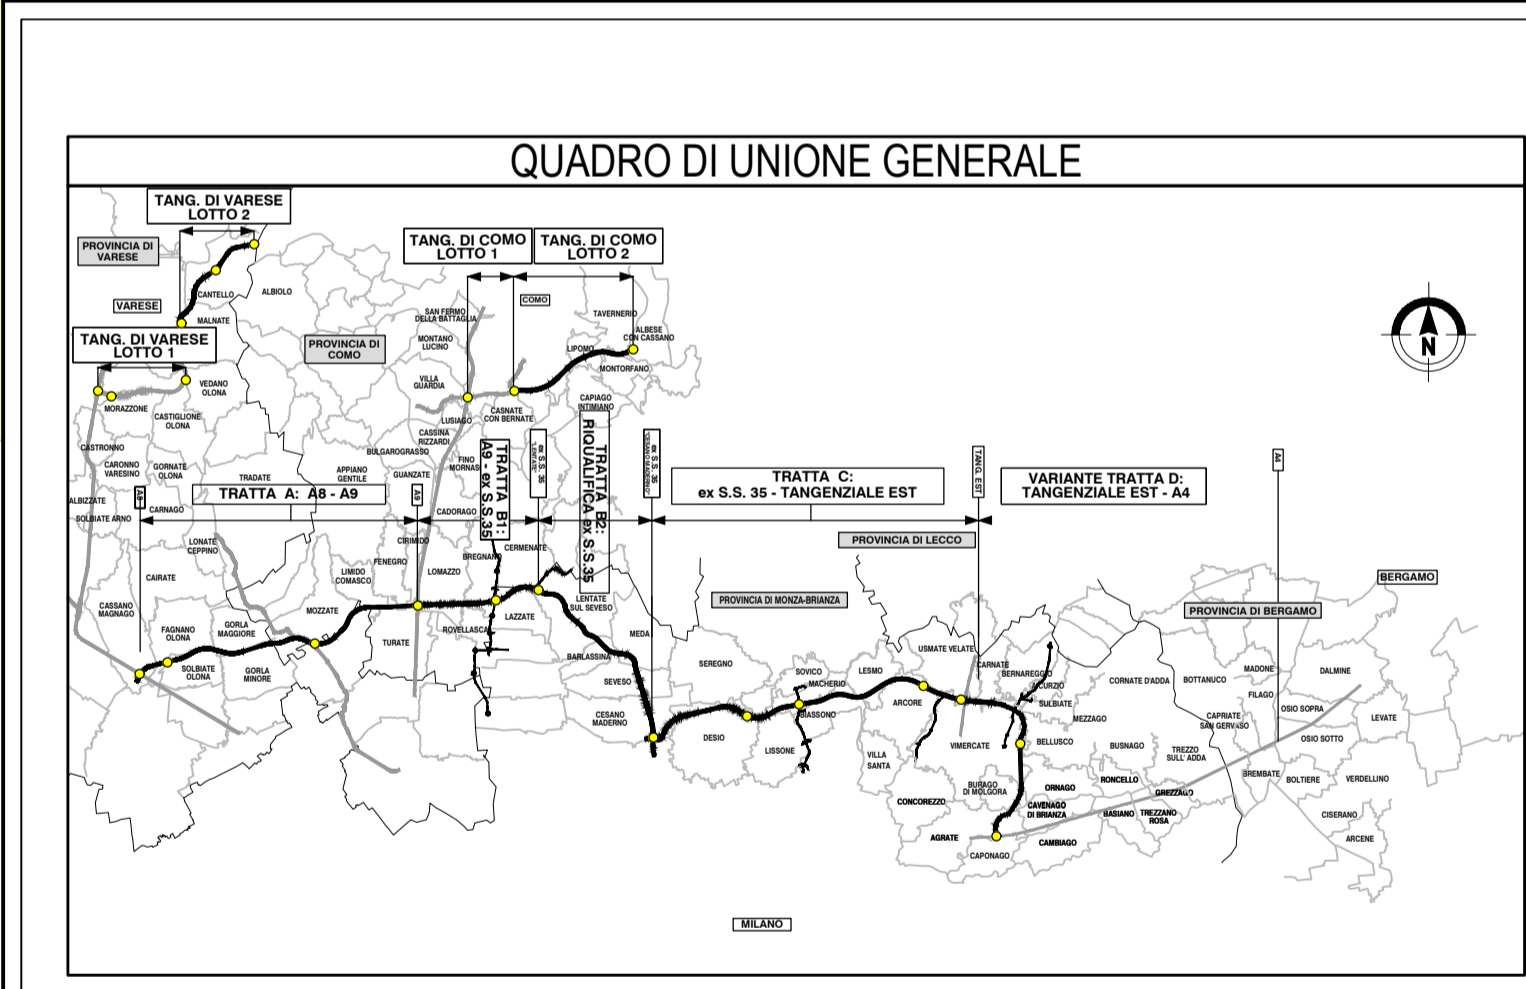 QUADRO DI UNIONE GENERALE
TANG. DI VARESE
LOTTO 2
PROVINCIA DI
VARESE
CANTELLO
ALBIOLO
VARESE
MALNATE
TANG. DI VARESE
LOTTO 1
VEDANO
OLONA
MORAZZONE
CASTIGLIONE
OLONA
PROVINCIA DI
COMO
TANG. DI COMO
LOTTO 1
TANG. DI COMO
LOTTO 2
COMO
SAN FERMO
DELLA BATTAGLIA
MONTANO
LUCINO
TAVERNERIO
ALBESE
CON CASSANO
LIPOMO
MONTORFANO
VILLA
GUARDIA
CAPIAGO
INTIMIANO
CASNATE
CON BERNATE
LUSIAGO
CASSINA
RIZZARDI
BULGAROGRASSO
FINO
MORNAS
GUANZATE
APPIANO
GENTILE
CASTRONNO
CARONNO
VARESINO
GORNATE
OLONA
TRADATE
ALBIZZATE
SOLBIATE ARNO
CARNAGO
A8
TRATTA A: A8 - A9
A9
TRATTA B1:
A9 - ex S.S.35
ex S.S. 35
"LENTATE"
TRATTA B2:
RIQUALIFICA ex S.S.35
ex S.S. 35
"CESANO MADERNO"
TRATTA C:
ex S.S. 35 - TANGENZIALE EST
TANG. EST
VARIANTE TRATTA D:
TANGENZIALE EST - A4
A4
CADORAGO
CIRIMIDO
FENEGRO
LOMAZZO
BREGNANO
CERMENATE
LONATE
CEPPINO
CAIRATE
LIMIDO
COMASCO
CASSANO
MAGNAGO
MOZZATE
FAGNANO
OLONA
GORLA
MAGGIORE
SOLBIATE
OLONA
GORLA
MINORE
TURATE
ROVELLASCA
LAZZATE
LENTATE
SUL SEVESO
MEDA
BARLASSINA
SEVESO
CESANO
MADERNO
PROVINCIA DI LECCO
PROVINCIA DI MONZA-BRIANZA
PROVINCIA DI BERGAMO
BERGAMO
SEREGNO
SOVICO
MACHERIO
BIASSONO
LESMO
USMATE VELATE
CARNATE
BERNAREGGIO
CURZIO
SULBIATE
MEZZAGO
CORNATE D'ADDA
BOTTANUCO
MADONE
DALMINE
FILAGO
OSIO SOPRA
CAPRIATE
SAN GERVASO
LEVATE
OSIO SOTTO
ARCORE
DESIO
LISSONE
VILLA
SANTA
VIMERCATE
BELLUSCO
BUSNAGO
TREZZO
SULL' ADDA
BREMBATE
BOLTIERE
VERDELLINO
RONCELLO
ORNAGO
GREZZAGO
BURAGO
DI MOLGORA
CONCOREZZO
CAVENAGO
DI BRIANZA
BASIANO
TREZZANO
ROSA
CISERANO
ARCENE
AGRATE
CAMBIAGO
CAPONAGO
MILANO
N